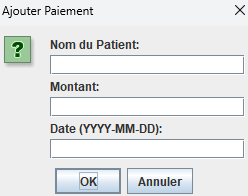 Ajouter Paiement
Nom du Patient:
Montant:
Date (YYYY-MM-DD):
OK Annuler